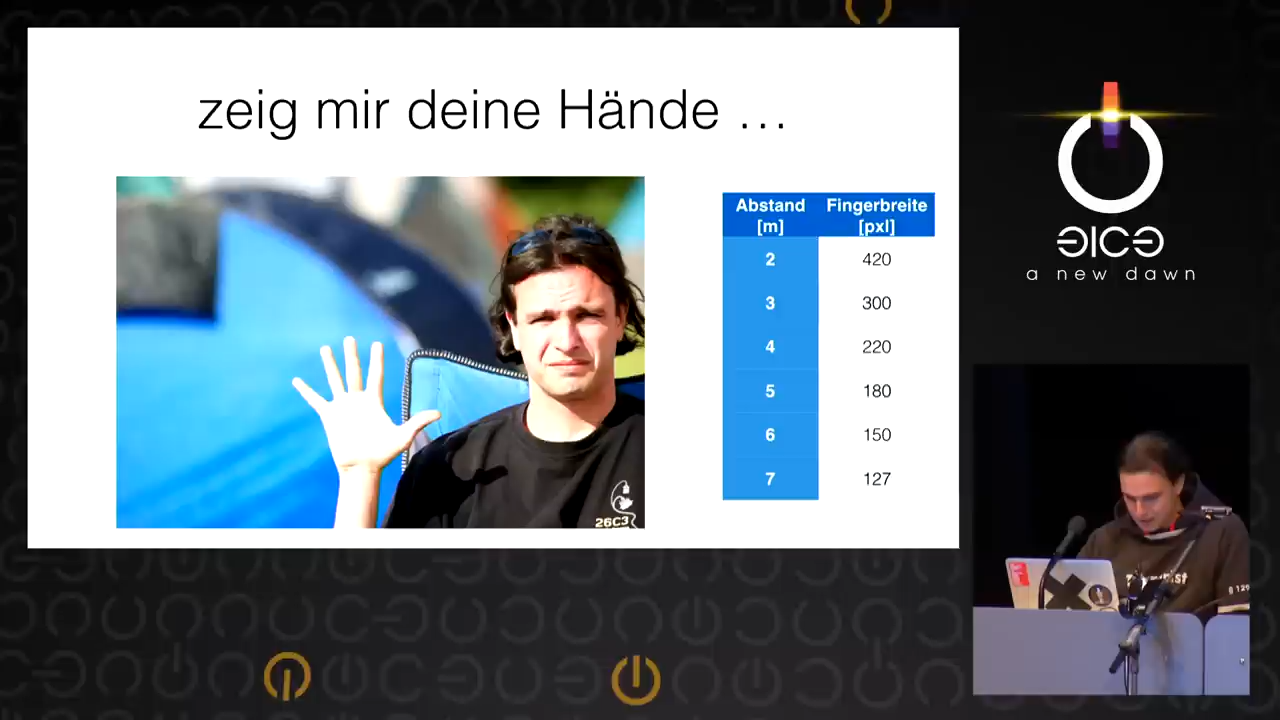 zeig mir deine Hände …
Abstand [m] Fingerbreite [pxl]
2 420
3 300
4 220
5 180
6 150
7 127
26C3
a new dawn